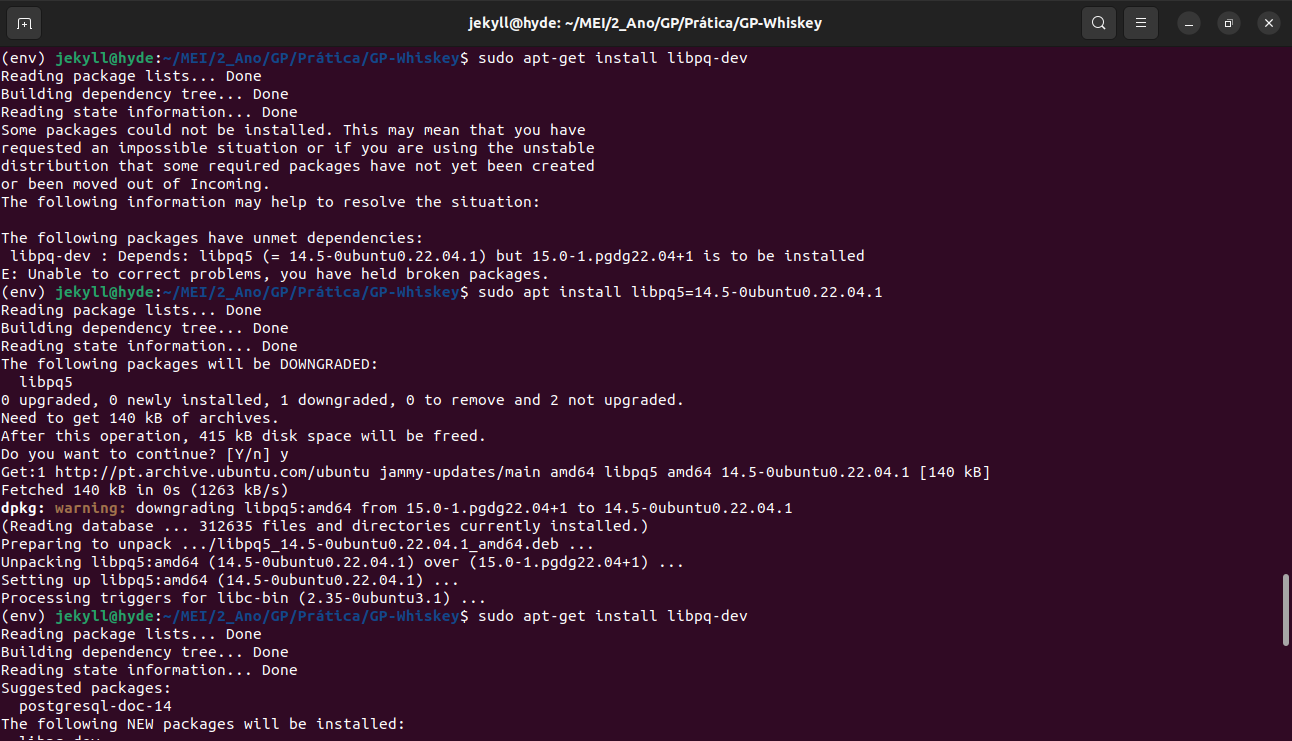 jekyll@hyde: ~/MEI/2_Ano/GP/Prática/GP-Whiskey
(env) jekyll@hyde:~/MEI/2_Ano/GP/Prática/GP-Whiskey$ sudo apt-get install libpq-dev
Reading package lists... Done
Building dependency tree... Done
Reading state information... Done
Some packages could not be installed. This may mean that you have
requested an impossible situation or if you are using the unstable
distribution that some required packages have not yet been created
or been moved out of Incoming.
The following information may help to resolve the situation:

The following packages have unmet dependencies:
 libpq-dev : Depends: libpq5 (= 14.5-0ubuntu0.22.04.1) but 15.0-1.pgdg22.04+1 is to be installed
E: Unable to correct problems, you have held broken packages.
(env) jekyll@hyde:~/MEI/2_Ano/GP/Prática/GP-Whiskey$ sudo apt install libpq5=14.5-0ubuntu0.22.04.1
Reading package lists... Done
Building dependency tree... Done
Reading state information... Done
The following packages will be DOWNGRADED:
  libpq5
0 upgraded, 0 newly installed, 1 downgraded, 0 to remove and 2 not upgraded.
Need to get 140 kB of archives.
After this operation, 415 kB disk space will be freed.
Do you want to continue? [Y/n] y
Get:1 http://pt.archive.ubuntu.com/ubuntu jammy-updates/main amd64 libpq5 amd64 14.5-0ubuntu0.22.04.1 [140 kB]
Fetched 140 kB in 0s (1263 kB/s)
dpkg: warning: downgrading libpq5:amd64 from 15.0-1.pgdg22.04+1 to 14.5-0ubuntu0.22.04.1
(Reading database ... 312635 files and directories currently installed.)
Preparing to unpack .../libpq5_14.5-0ubuntu0.22.04.1_amd64.deb ...
Unpacking libpq5:amd64 (14.5-0ubuntu0.22.04.1) over (15.0-1.pgdg22.04+1) ...
Setting up libpq5:amd64 (14.5-0ubuntu0.22.04.1) ...
Processing triggers for libc-bin (2.35-0ubuntu3.1) ...
(env) jekyll@hyde:~/MEI/2_Ano/GP/Prática/GP-Whiskey$ sudo apt-get install libpq-dev
Reading package lists... Done
Building dependency tree... Done
Reading state information... Done
Suggested packages:
  postgresql-doc-14
The following NEW packages will be installed: